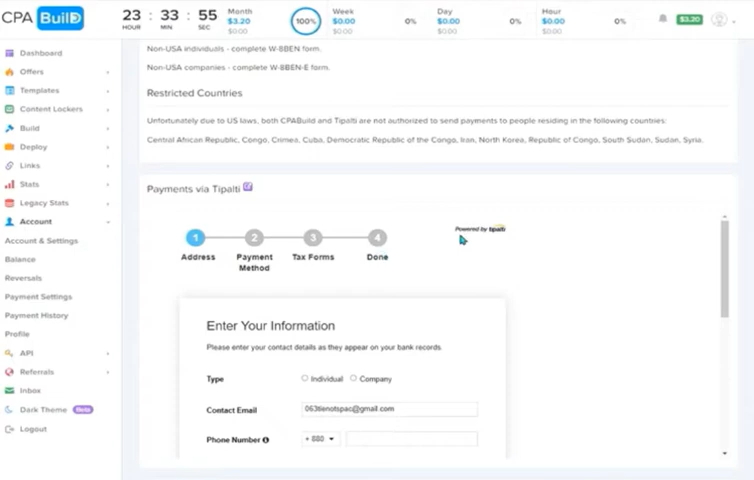 CPA BuilD
23 : 33 : 55
HOUR MIN SEC
Month
$3.20
$0.00
100%
Week
$0.00
$0.00
0%
Day
$0.00
$0.00
0%
Hour
$0.00
$0.00
0%
$3.20
Dashboard
Offers
Templates
Content Lockers
Build
Deploy
Links
Stats
Legacy Stats
Account
Account & Settings
Balance
Reversals
Payment Settings
Payment History
Profile
API
Referrals
Inbox
Dark Theme Beta
Logout
Non-USA individuals - complete W-8BEN form.
Non-USA companies - complete W-8BEN-E form.
Restricted Countries
Unfortunately due to US laws, both CPABuild and Tipalti are not authorized to send payments to people residing in the following countries:
Central African Republic, Congo, Crimea, Cuba, Democratic Republic of the Congo, Iran, North Korea, Republic of Congo, South Sudan, Sudan, Syria.
Payments via Tipalti
1 2 3 4
Address Payment Method Tax Forms Done
Powered by tipalti
Enter Your Information
Please enter your contact details as they appear on your bank records.
Type Individual Company
Contact Email 063tienotspac@gmail.com
Phone Number + 880